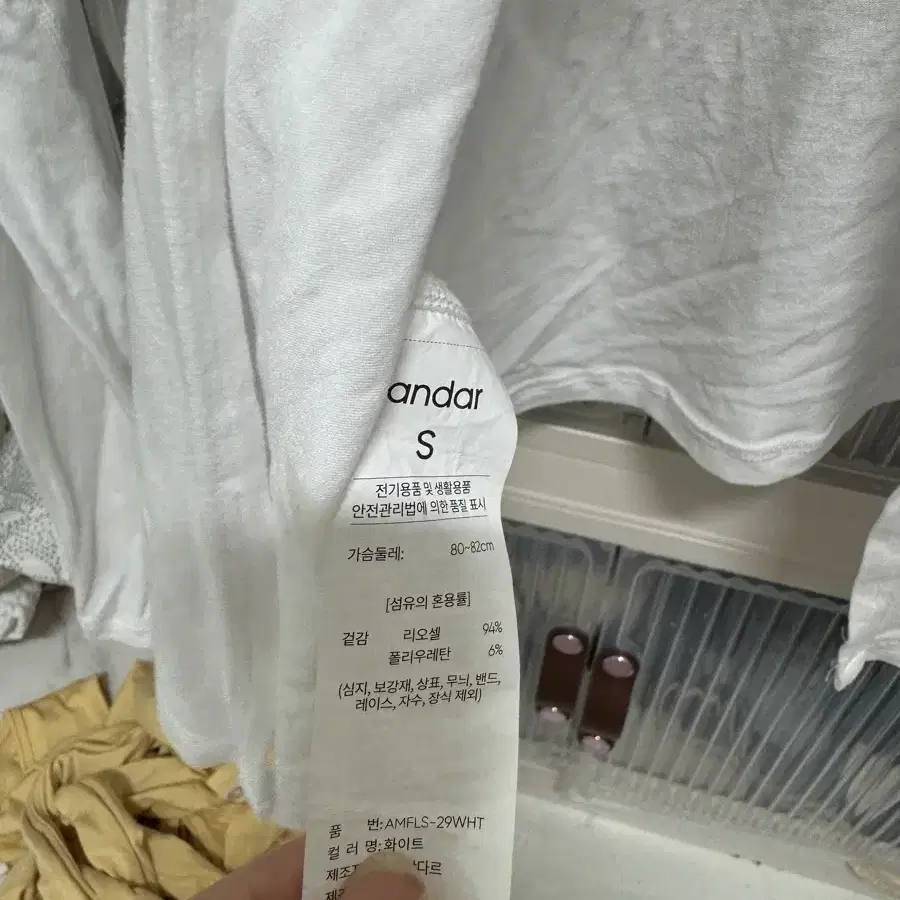 andar
S
전기용품 및 생활용품
안전관리법에 의한 품질 표시
가슴둘레: 80~82cm
[섬유의 혼용률]
겉감 리오셀 94%
폴리우레탄 6%
(심지, 보강재, 상표, 무늬, 밴드,
레이스, 자수, 장식 제외)
품 번: AMFLS-29WHT
컬 러 명: 화이트